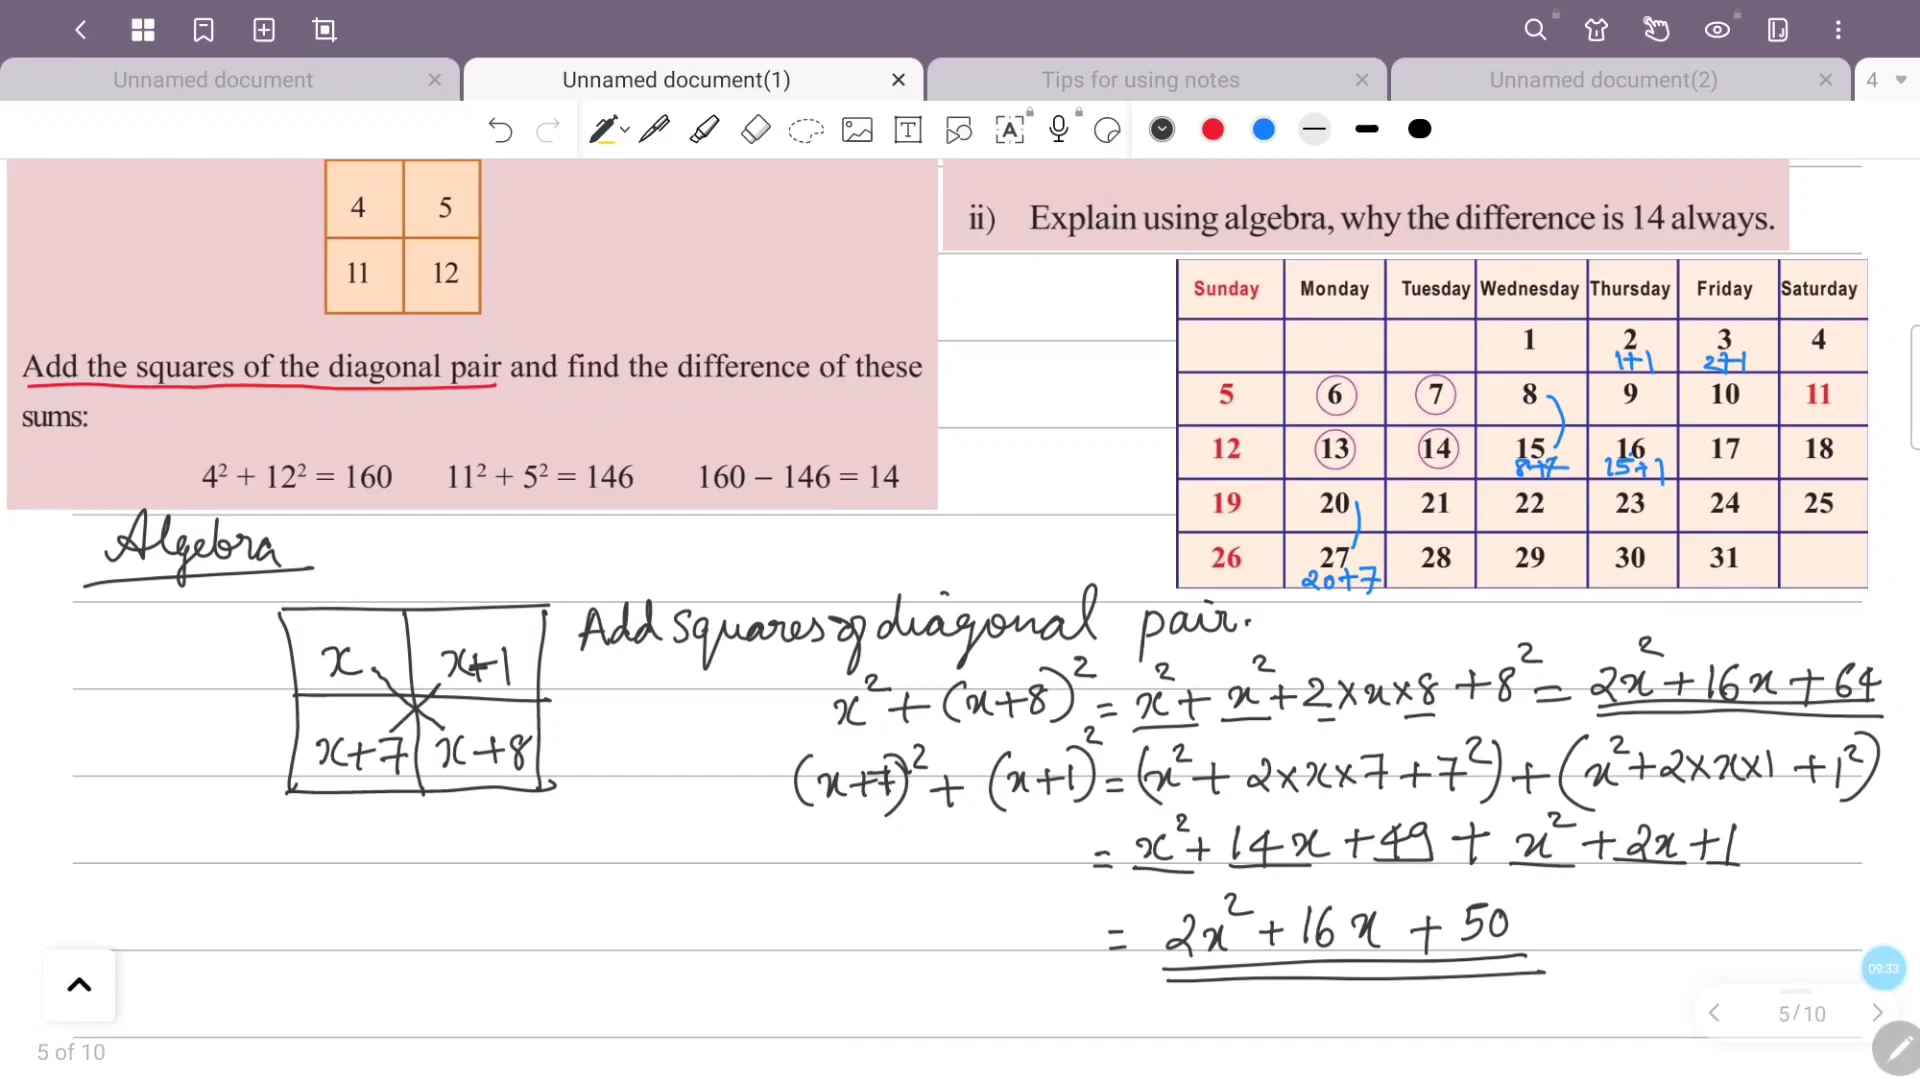 Unnamed document
Unnamed document(1)
Tips for using notes
Unnamed document(2)
4
4 5
11 12
Add the squares of the diagonal pair and find the difference of these
sums:
4² + 12² = 160 11² + 5² = 146 160 − 146 = 14
ii) Explain using algebra, why the difference is 14 always.
Sunday Monday Tuesday Wednesday Thursday Friday Saturday
1 2 3 4
1+1 2+1
5 6 7 8 9 10 11
12 13 14 15 16 17 18
8+7 15+1
19 20 21 22 23 24 25
26 27 28 29 30 31
20+7
Algebra
x x+1
x+7 x+8
Add squares of diagonal pair.
x² + (x+8)² = x² + x² + 2×x×8 + 8² = 2x² + 16x + 64
(x+7)² + (x+1)² = (x² + 2×x×7 + 7²) + (x² + 2×x×1 + 1²)
= x² + 14x + 49 + x² + 2x + 1
= 2x² + 16x + 50
09:33
5/10
5 of 10